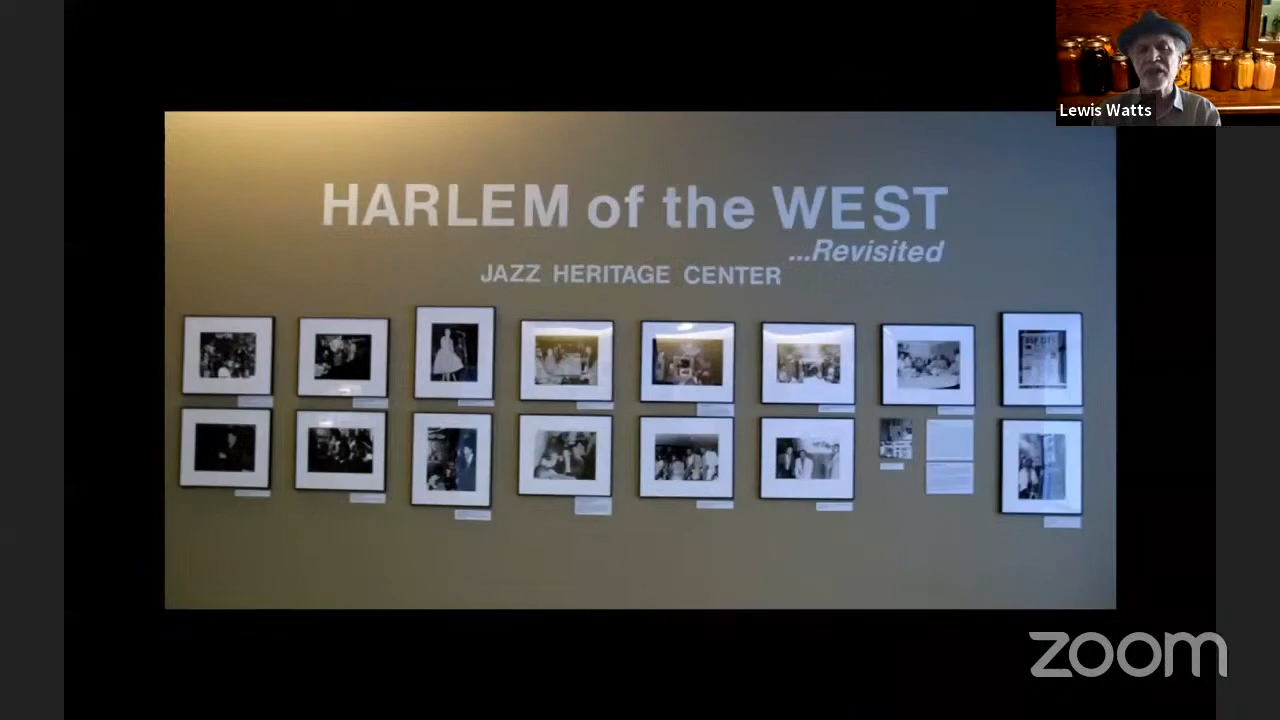 Lewis Watts
HARLEM of the WEST
...Revisited
JAZZ HERITAGE CENTER
zoom